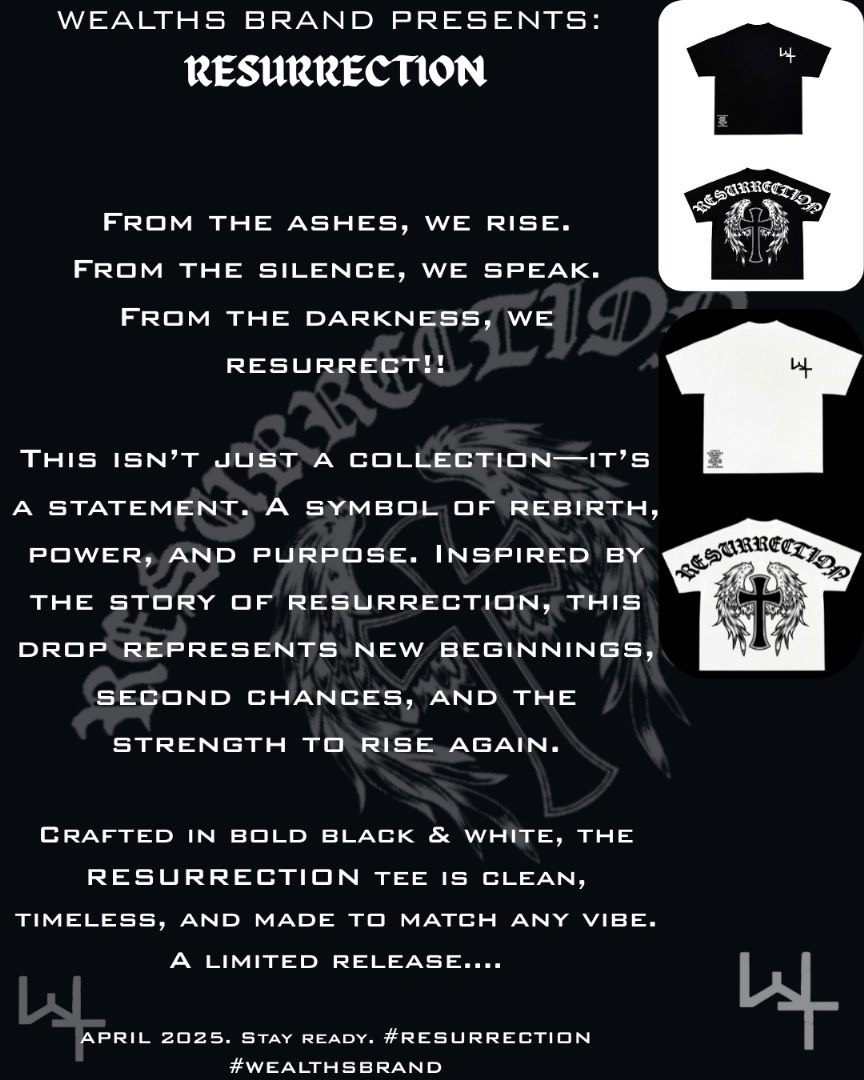 WEALTHS BRAND PRESENTS:
RESURRECTION
FROM THE ASHES, WE RISE.
FROM THE SILENCE, WE SPEAK.
FROM THE DARKNESS, WE
RESURRECT!!
THIS ISN’T JUST A COLLECTION—IT’S
A STATEMENT. A SYMBOL OF REBIRTH,
POWER, AND PURPOSE. INSPIRED BY
THE STORY OF RESURRECTION, THIS
DROP REPRESENTS NEW BEGINNINGS,
SECOND CHANCES, AND THE
STRENGTH TO RISE AGAIN.
CRAFTED IN BOLD BLACK & WHITE, THE
RESURRECTION TEE IS CLEAN,
TIMELESS, AND MADE TO MATCH ANY VIBE.
A LIMITED RELEASE....
APRIL 2025. STAY READY. #RESURRECTION
#WEALTHSBRAND
RESURRECTION
RESURRECTION
RESURRECTION